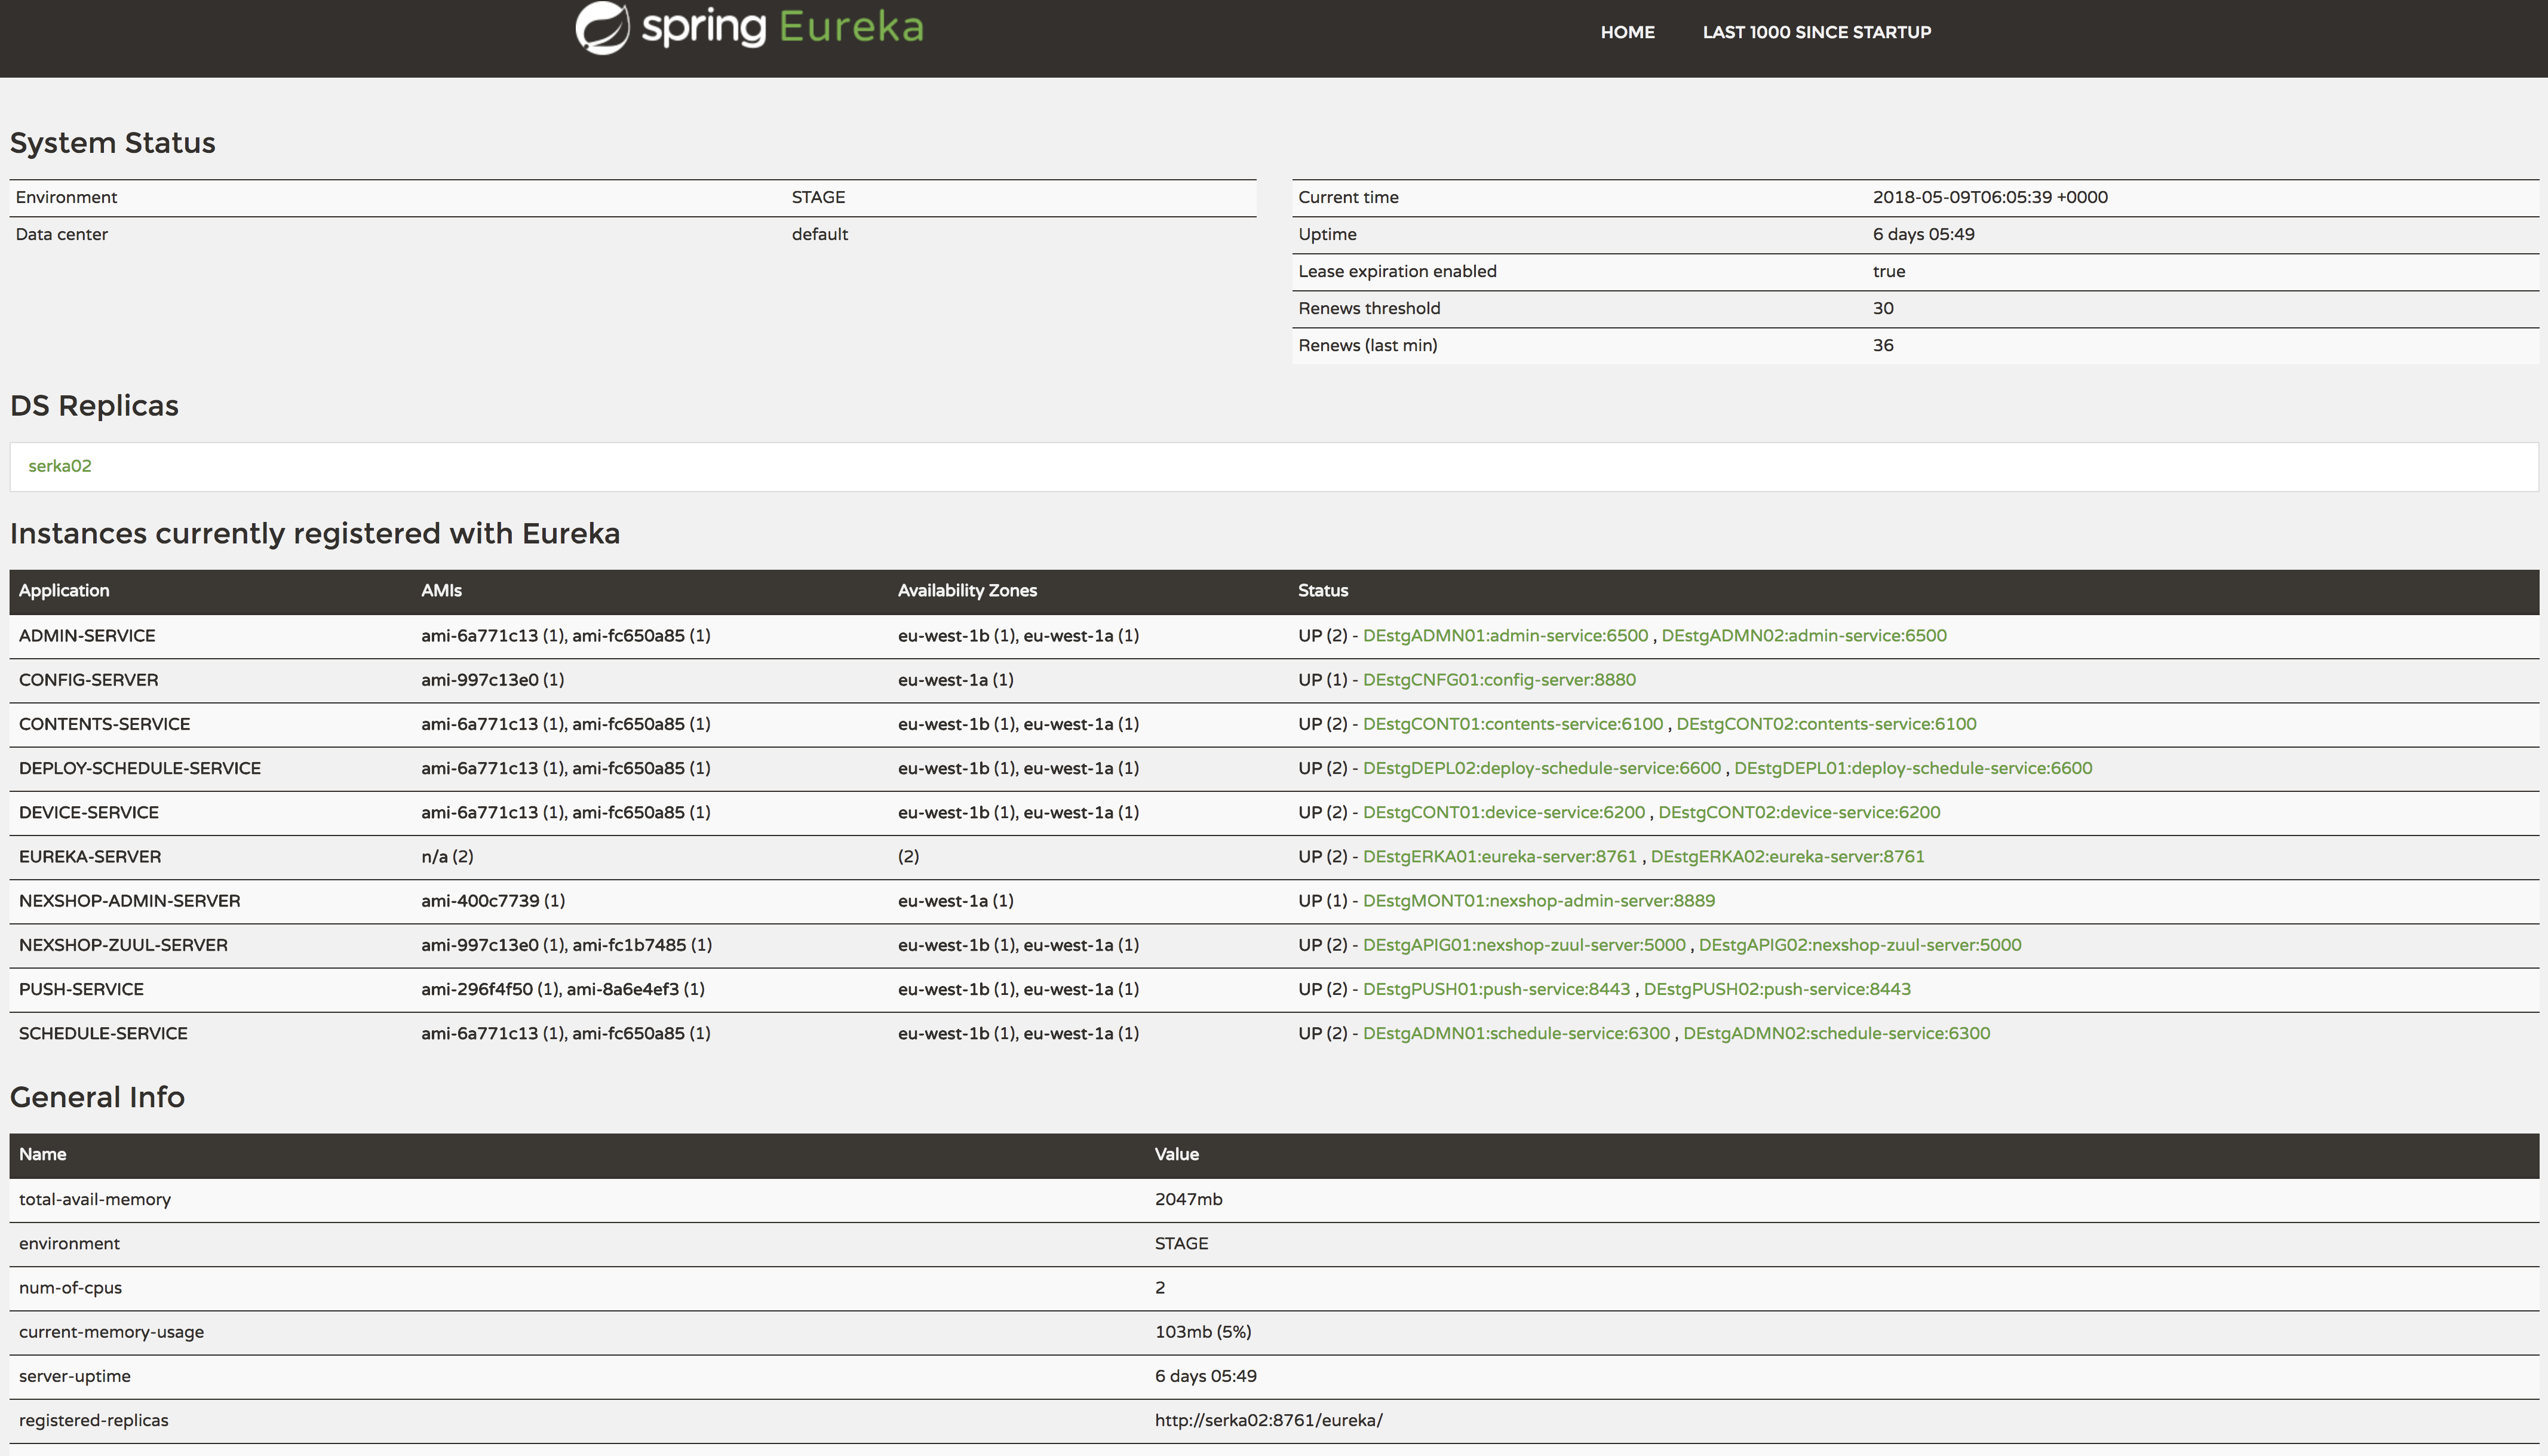 spring Eureka
HOME LAST 1000 SINCE STARTUP
System Status
Environment STAGE
Data center default
Current time 2018-05-09T06:05:39 +0000
Uptime 6 days 05:49
Lease expiration enabled true
Renews threshold 30
Renews (last min) 36
DS Replicas
serka02
Instances currently registered with Eureka
Application AMIs Availability Zones Status
ADMIN-SERVICE ami-6a771c13 (1), ami-fc650a85 (1) eu-west-1b (1), eu-west-1a (1) UP (2) - DEstgADMN01:admin-service:6500 , DEstgADMN02:admin-service:6500
CONFIG-SERVER ami-997c13e0 (1) eu-west-1a (1) UP (1) - DEstgCNFG01:config-server:8880
CONTENTS-SERVICE ami-6a771c13 (1), ami-fc650a85 (1) eu-west-1b (1), eu-west-1a (1) UP (2) - DEstgCONT01:contents-service:6100 , DEstgCONT02:contents-service:6100
DEPLOY-SCHEDULE-SERVICE ami-6a771c13 (1), ami-fc650a85 (1) eu-west-1b (1), eu-west-1a (1) UP (2) - DEstgDEPL02:deploy-schedule-service:6600 , DEstgDEPL01:deploy-schedule-service:6600
DEVICE-SERVICE ami-6a771c13 (1), ami-fc650a85 (1) eu-west-1b (1), eu-west-1a (1) UP (2) - DEstgCONT01:device-service:6200 , DEstgCONT02:device-service:6200
EUREKA-SERVER n/a (2) (2) UP (2) - DEstgERKA01:eureka-server:8761 , DEstgERKA02:eureka-server:8761
NEXSHOP-ADMIN-SERVER ami-400c7739 (1) eu-west-1a (1) UP (1) - DEstgMONT01:nexshop-admin-server:8889
NEXSHOP-ZUUL-SERVER ami-997c13e0 (1), ami-fc1b7485 (1) eu-west-1b (1), eu-west-1a (1) UP (2) - DEstgAPIG01:nexshop-zuul-server:5000 , DEstgAPIG02:nexshop-zuul-server:5000
PUSH-SERVICE ami-296f4f50 (1), ami-8a6e4ef3 (1) eu-west-1b (1), eu-west-1a (1) UP (2) - DEstgPUSH01:push-service:8443 , DEstgPUSH02:push-service:8443
SCHEDULE-SERVICE ami-6a771c13 (1), ami-fc650a85 (1) eu-west-1b (1), eu-west-1a (1) UP (2) - DEstgADMN01:schedule-service:6300 , DEstgADMN02:schedule-service:6300
General Info
Name Value
total-avail-memory 2047mb
environment STAGE
num-of-cpus 2
current-memory-usage 103mb (5%)
server-uptime 6 days 05:49
registered-replicas http://serka02:8761/eureka/